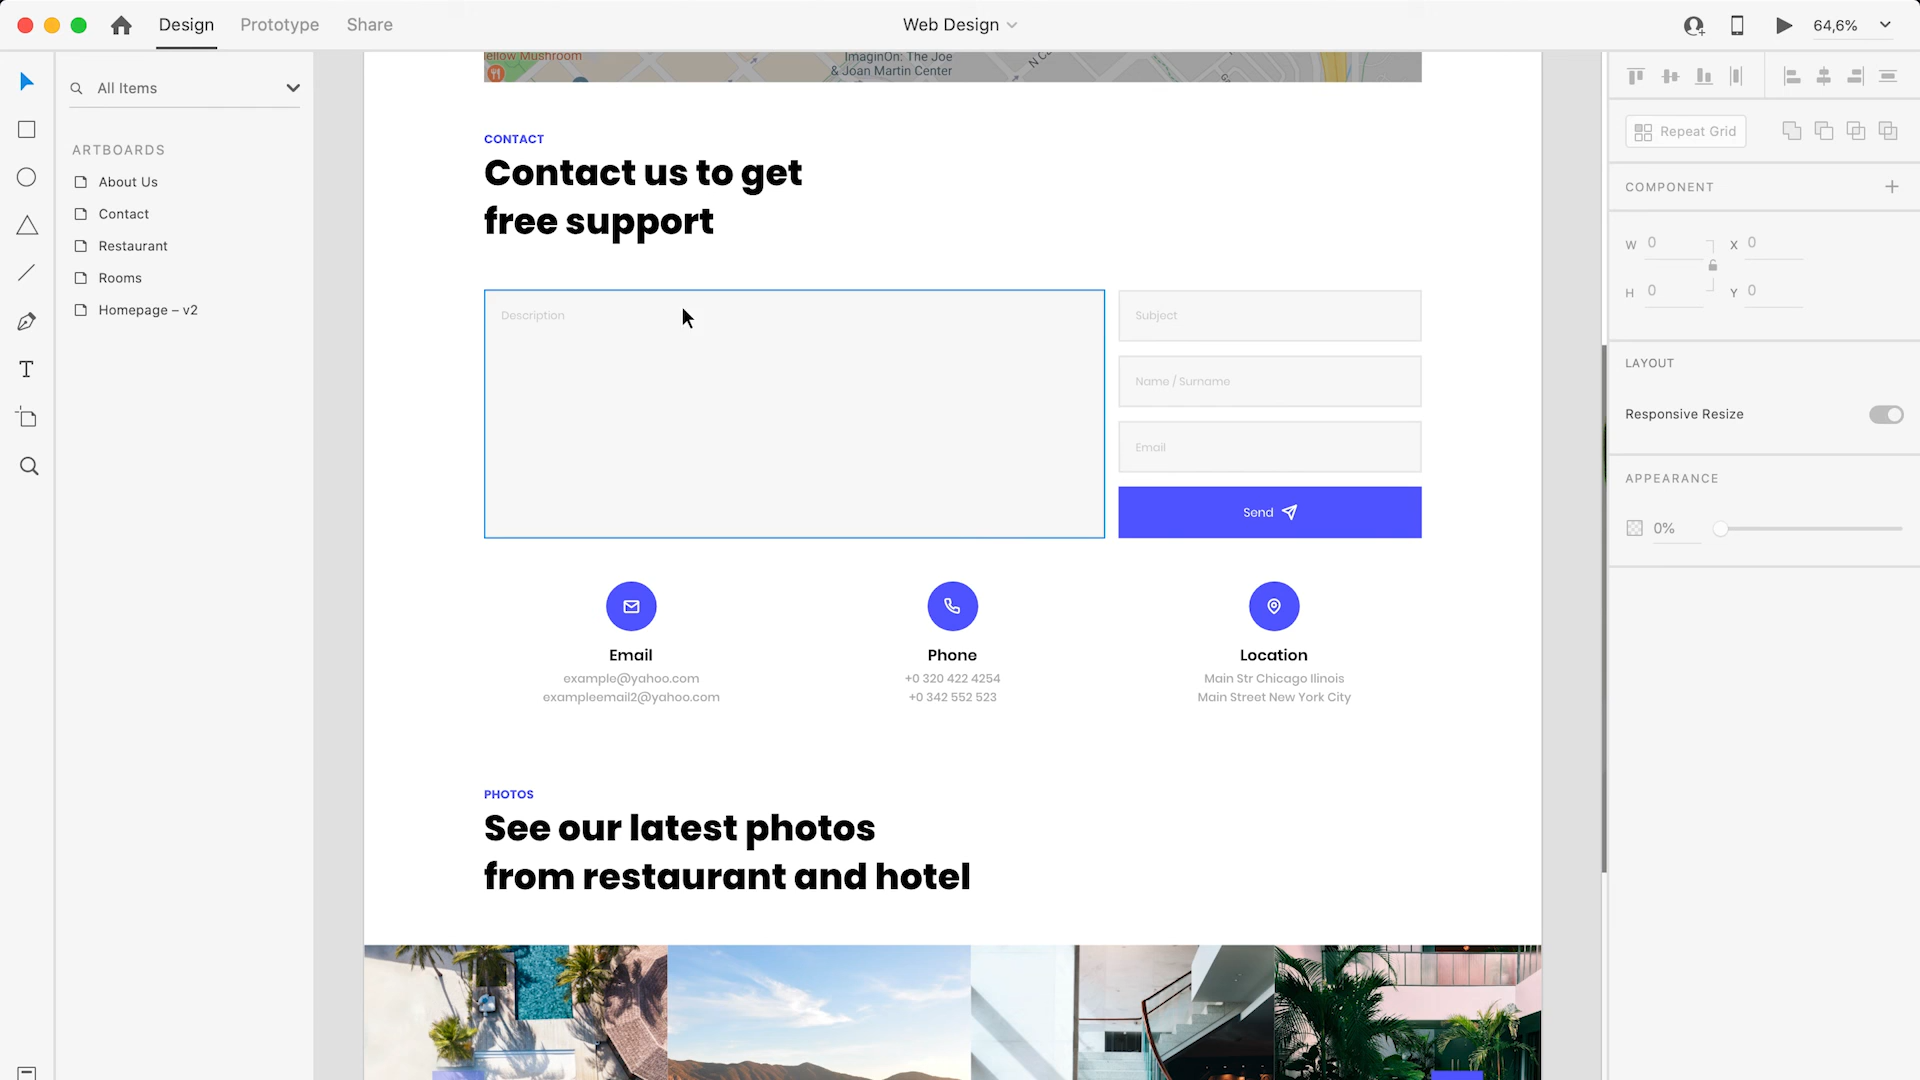 Design
Prototype
Share
Web Design
64,6%
All Items
ARTBOARDS
About Us
Contact
Restaurant
Rooms
Homepage – v2
ellow Mushroom
ImaginOn: The Joe
& Joan Martin Center
CONTACT
Contact us to get
free support
Description
Subject
Name / Surname
Email
Send
Email
example@yahoo.com
exampleemail2@yahoo.com
Phone
+0 320 422 4254
+0 342 552 523
Location
Main Str Chicago Ilinois
Main Street New York City
PHOTOS
See our latest photos
from restaurant and hotel
Repeat Grid
COMPONENT
W 0
X 0
H 0
Y 0
LAYOUT
Responsive Resize
APPEARANCE
0%